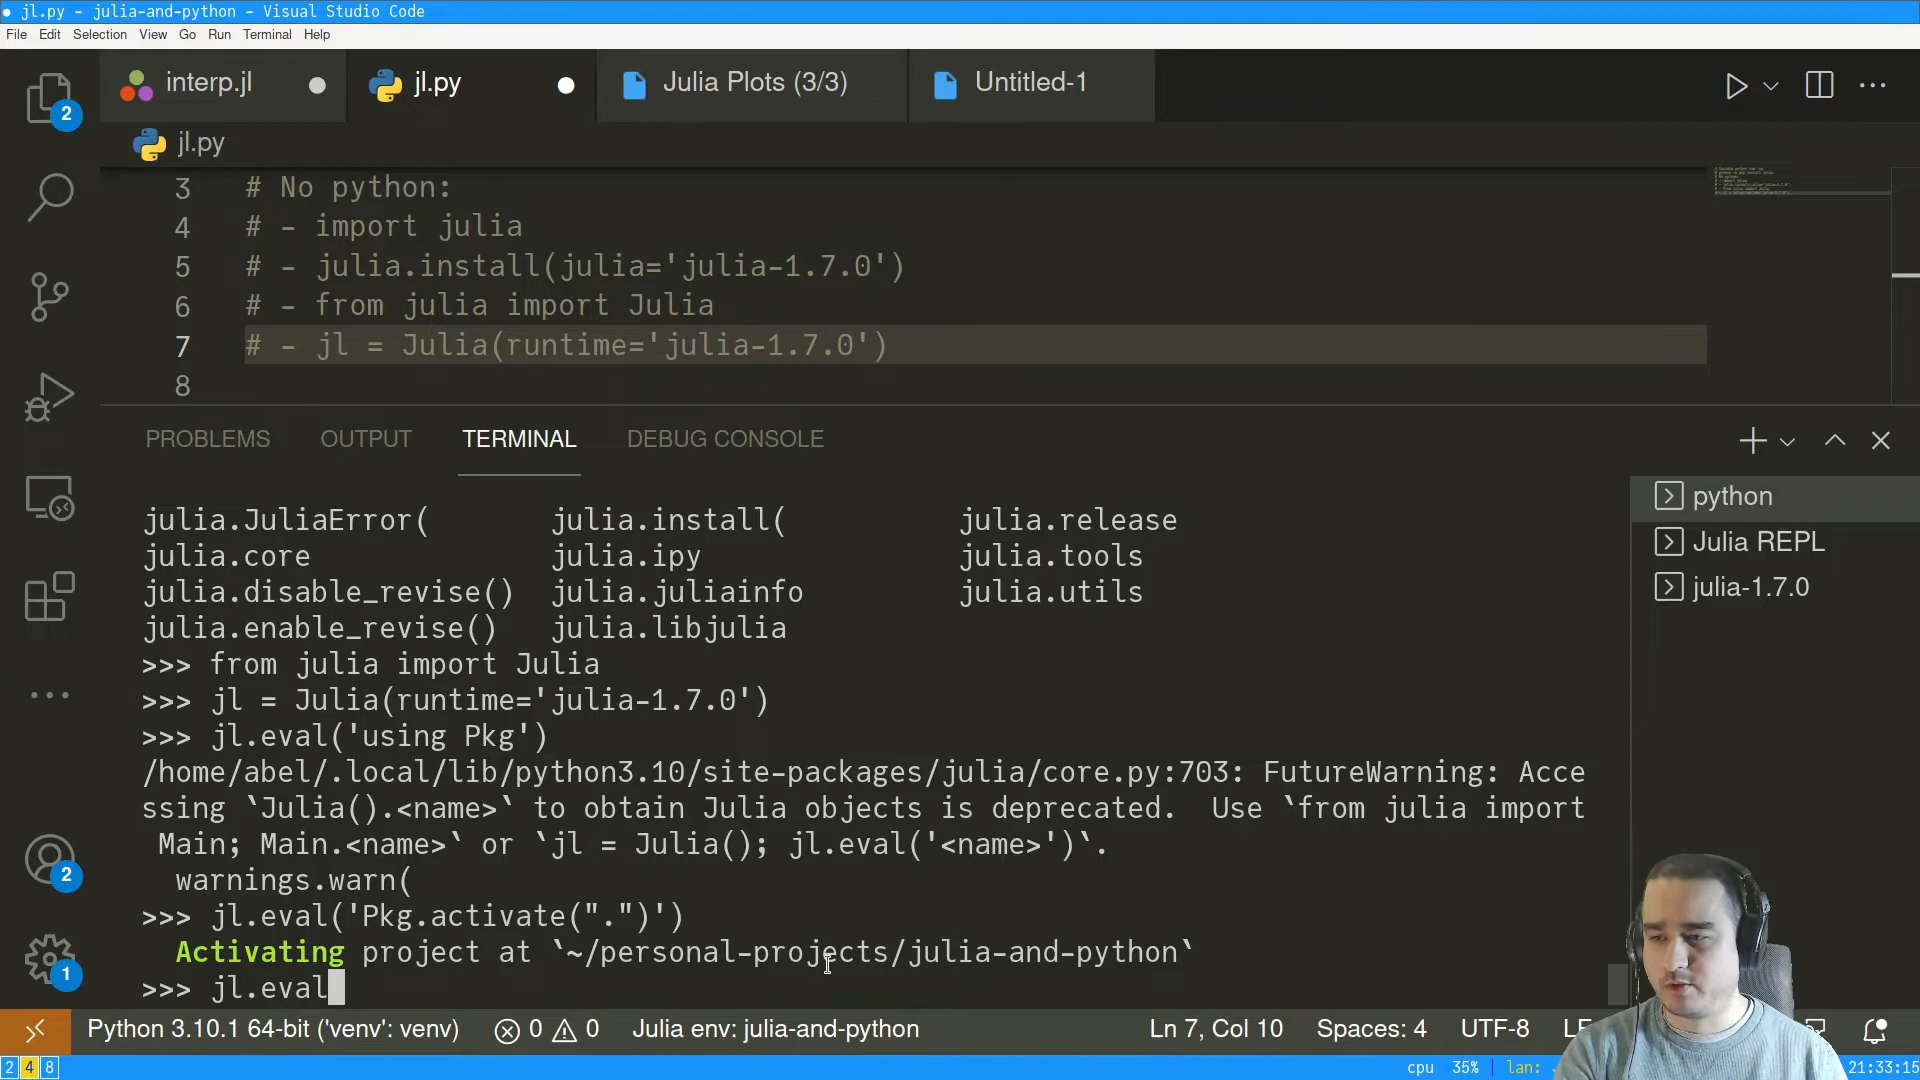 jl.py - julia-and-python - Visual Studio Code
File Edit Selection View Go Run Terminal Help
2 interp.jl jl.py Julia Plots (3/3) Untitled-1
jl.py
3 # No python:
4 # - import julia
5 # - julia.install(julia='julia-1.7.0')
6 # - from julia import Julia
7 # - jl = Julia(runtime='julia-1.7.0')
8
PROBLEMS OUTPUT TERMINAL DEBUG CONSOLE
python
Julia REPL
julia-1.7.0
julia.JuliaError( julia.install( julia.release
julia.core julia.ipy julia.tools
julia.disable_revise() julia.juliainfo julia.utils
julia.enable_revise() julia.libjulia
>>> from julia import Julia
>>> jl = Julia(runtime='julia-1.7.0')
>>> jl.eval('using Pkg')
/home/abel/.local/lib/python3.10/site-packages/julia/core.py:703: FutureWarning: Acce
ssing `Julia().<name>` to obtain Julia objects is deprecated.  Use `from julia import
Main; Main.<name>` or `jl = Julia(); jl.eval('<name>')`.
warnings.warn(
>>> jl.eval('Pkg.activate(".")')
Activating project at `~/personal-projects/julia-and-python`
>>> jl.eval
2
1
Python 3.10.1 64-bit ('venv': venv) 0 0 Julia env: julia-and-python Ln 7, Col 10 Spaces: 4 UTF-8
2 4 8 cpu 35% lan: 21:33:15